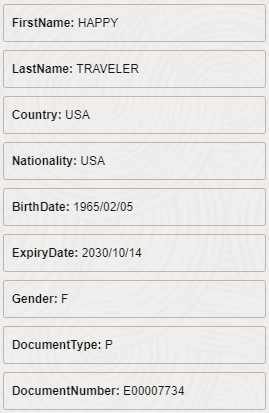 FirstName: HAPPY
LastName: TRAVELER
Country: USA
Nationality: USA
BirthDate: 1965/02/05
ExpiryDate: 2030/10/14
Gender: F
DocumentType: P
DocumentNumber: E00007734